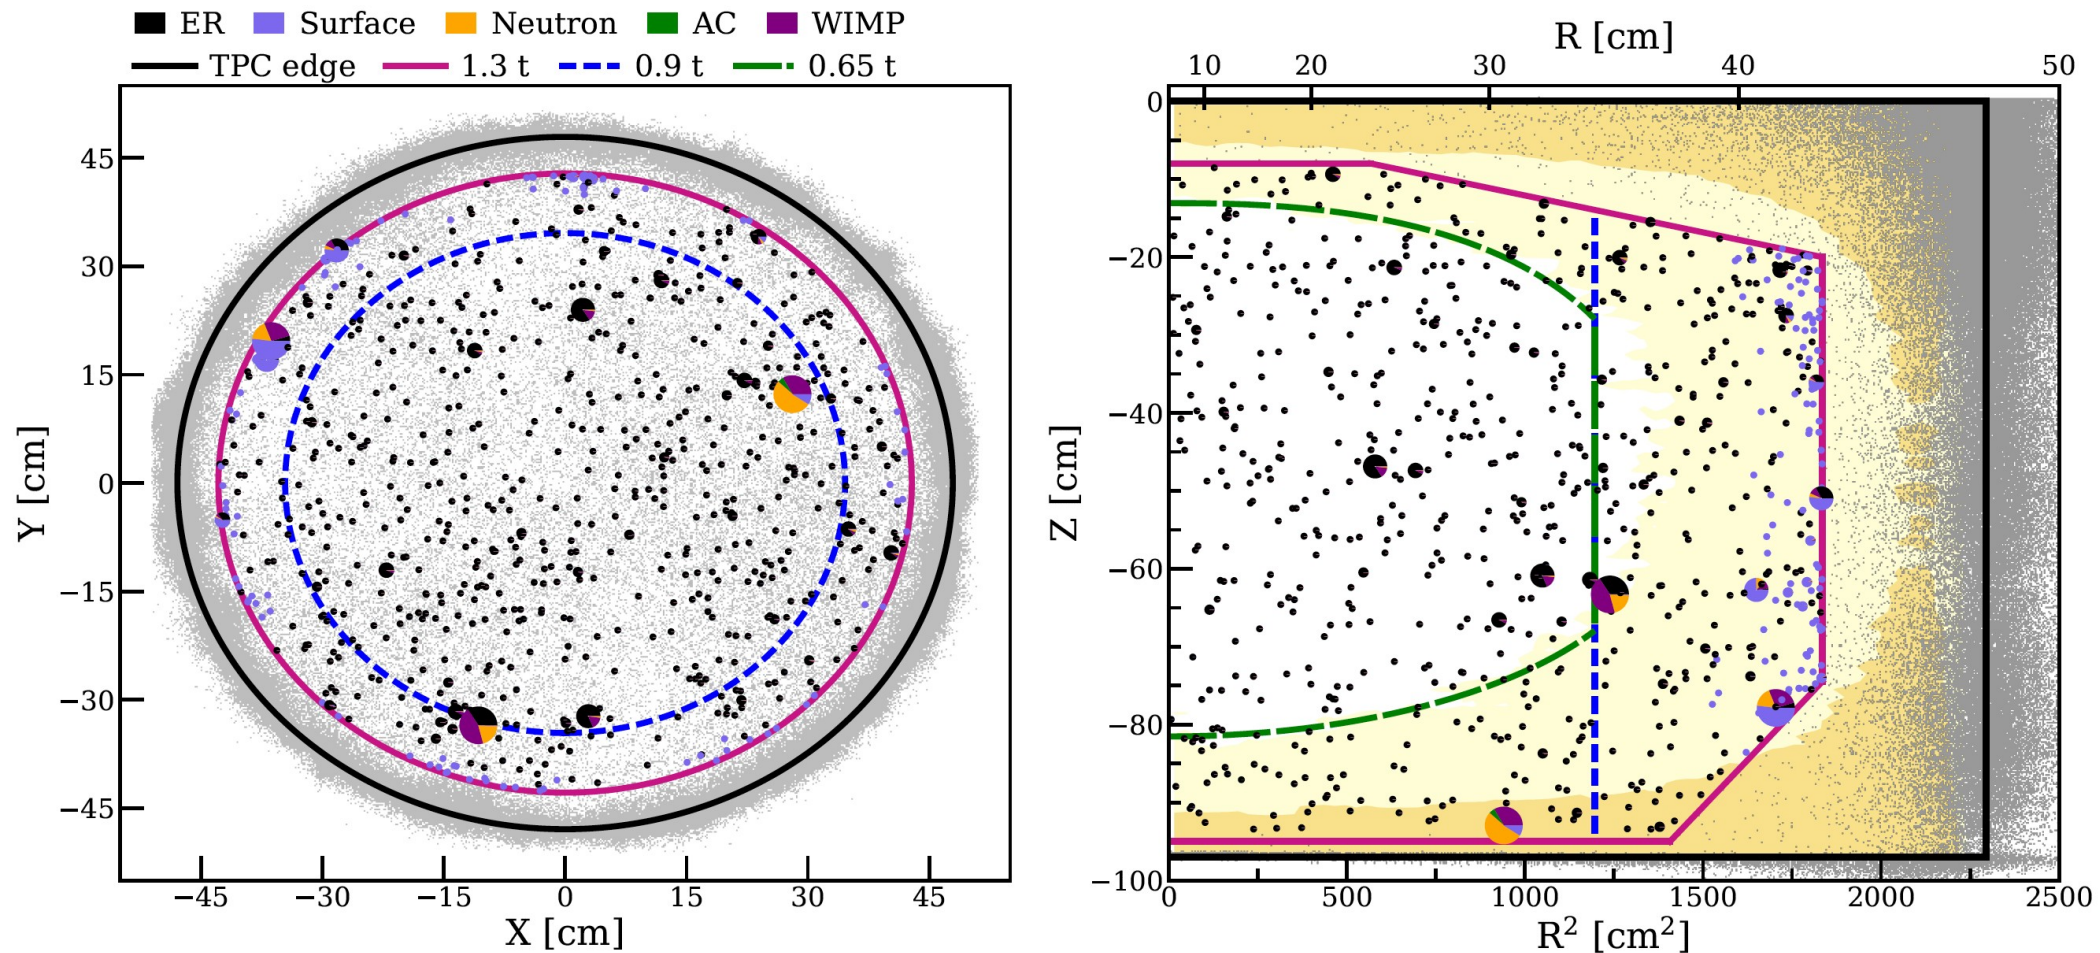 ER Surface Neutron AC WIMP
TPC edge 1.3 t 0.9 t 0.65 t
45
30
15
0
−15
−30
−45
Y [cm]
−45 −30 −15 0 15 30 45
X [cm]
R [cm]
10 20 30 40 50
0
−20
−40
−60
−80
−100
Z [cm]
0 500 1000 1500 2000 2500
R² [cm²]